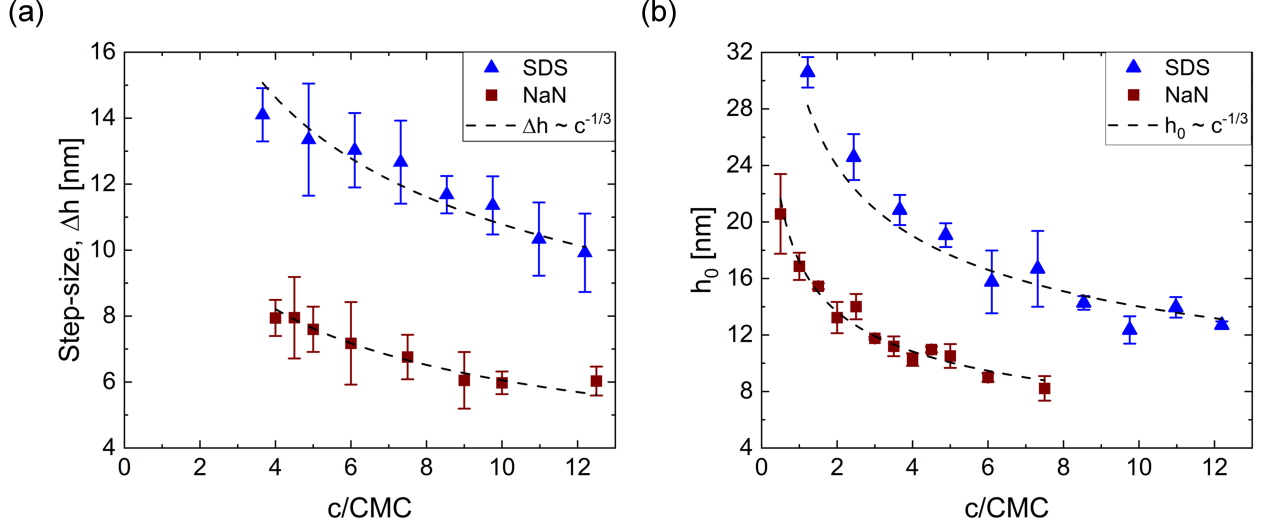 (a)
16
14
12
10
8
6
4
0 2 4 6 8 10 12
Step-size, Δh [nm]
c/CMC
SDS
NaN
Δh ~ c-1/3
(b)
32
28
24
20
16
12
8
4
0 2 4 6 8 10 12
h0 [nm]
c/CMC
SDS
NaN
h0 ~ c-1/3